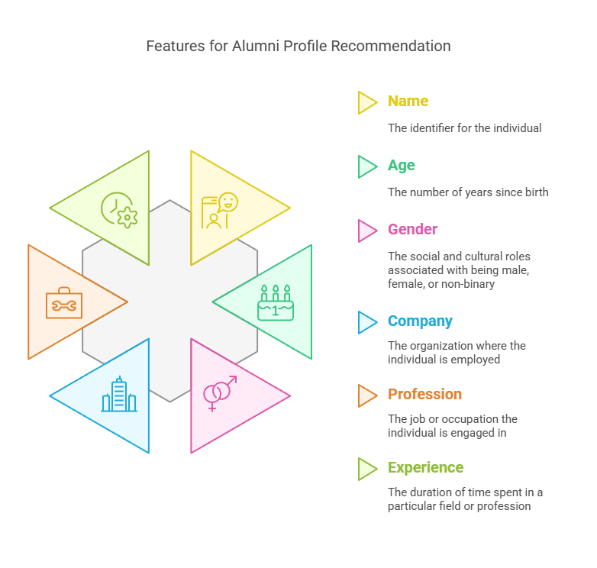 Features for Alumni Profile Recommendation
Name
The identifier for the individual
Age
The number of years since birth
Gender
The social and cultural roles
associated with being male,
female, or non-binary
Company
The organization where the
individual is employed
Profession
The job or occupation the
individual is engaged in
Experience
The duration of time spent in a
particular field or profession
1